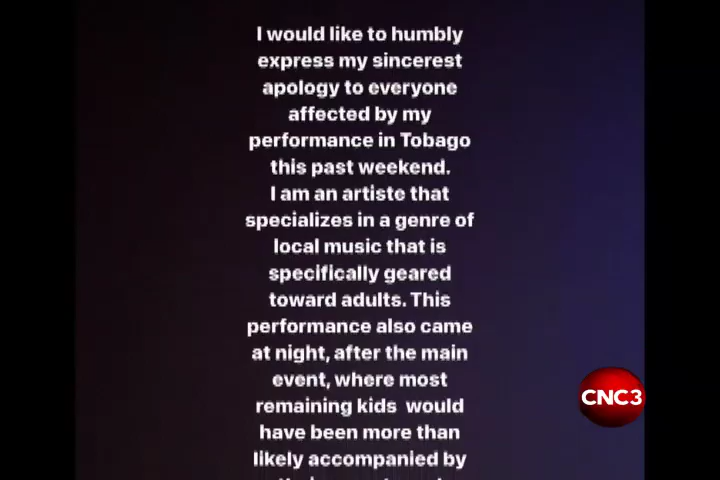 I would like to humbly
express my sincerest
apology to everyone
affected by my
performance in Tobago
this past weekend.
I am an artiste that
specializes in a genre of
local music that is
specifically geared
toward adults. This
performance also came
at night, after the main
event, where most
remaining kids  would
have been more than
likely accompanied by
CNC3